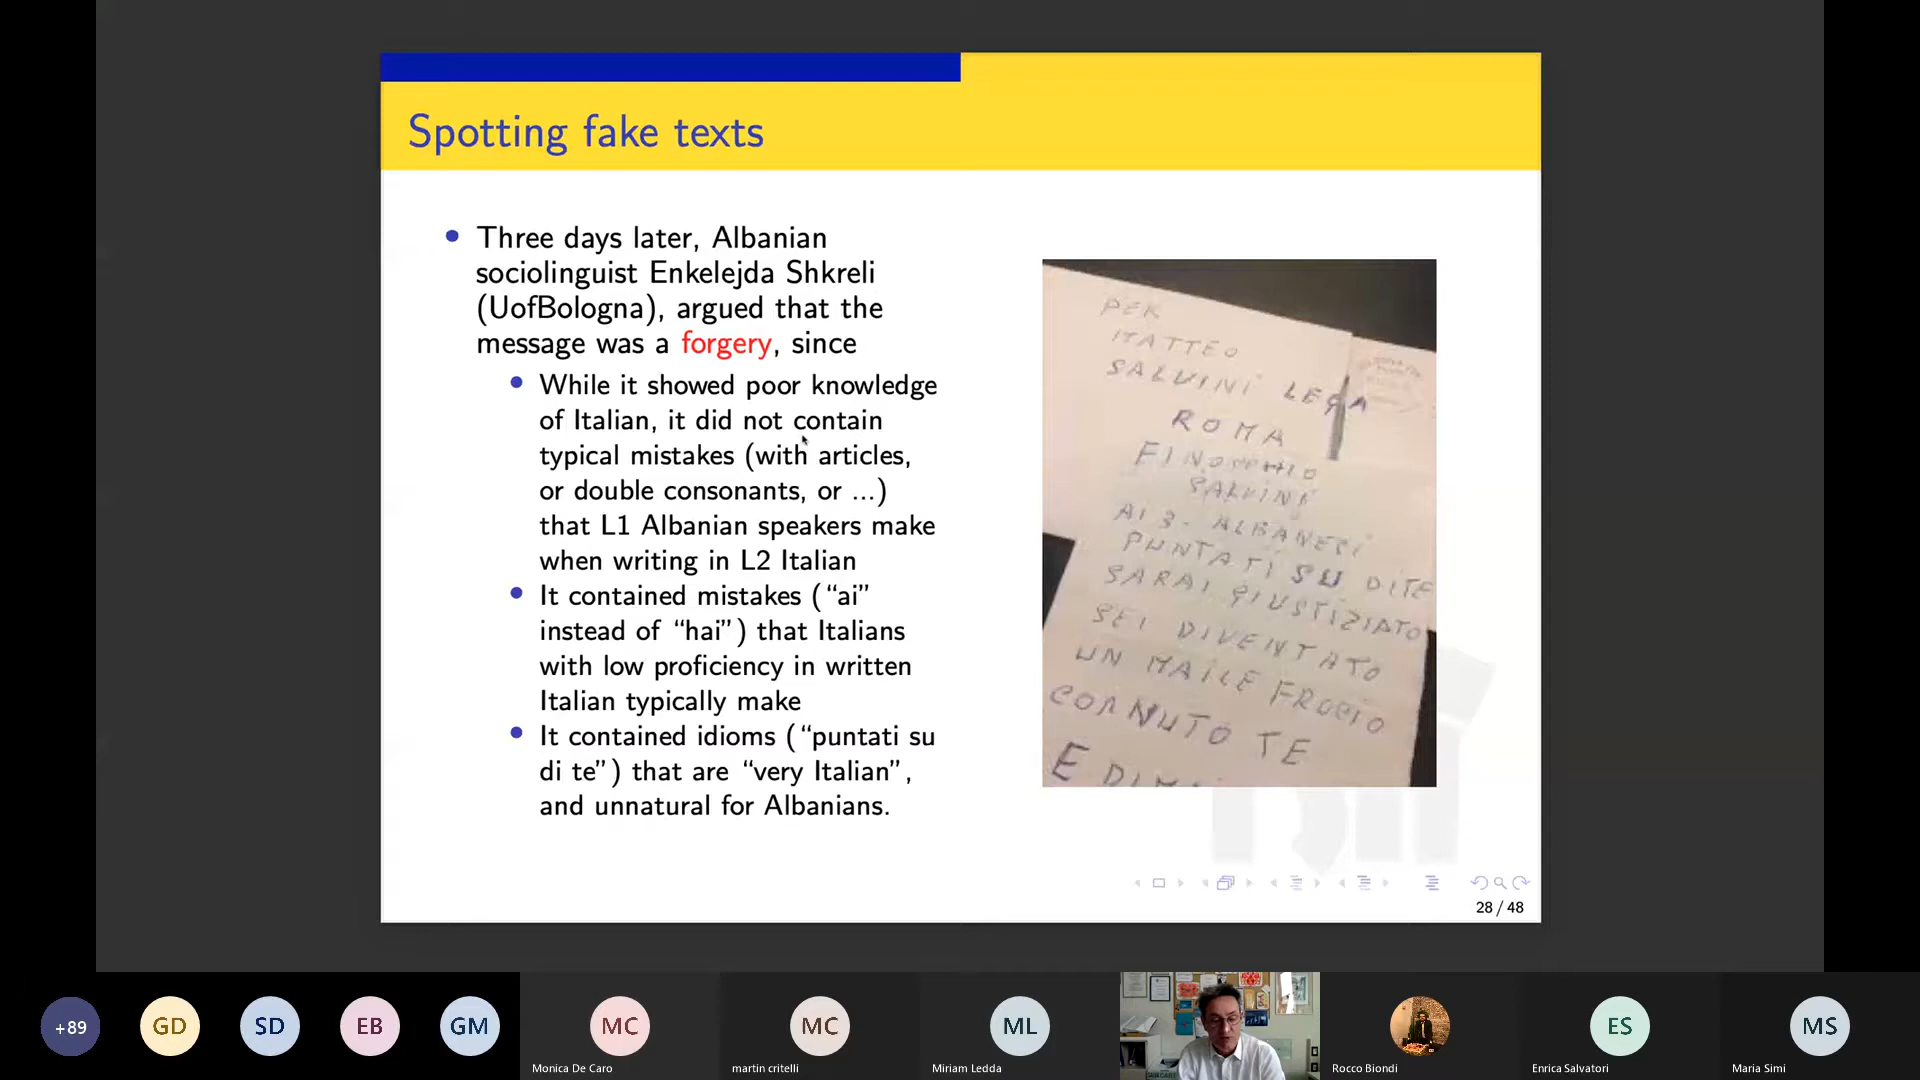 Spotting fake texts
Three days later, Albanian
sociolinguist Enkelejda Shkreli
(UofBologna), argued that the
message was a forgery, since
While it showed poor knowledge
of Italian, it did not contain
typical mistakes (with articles,
or double consonants, or ...)
that L1 Albanian speakers make
when writing in L2 Italian
It contained mistakes (“ai”
instead of “hai”) that Italians
with low proficiency in written
Italian typically make
It contained idioms (“puntati su
di te”) that are “very Italian”,
and unnatural for Albanians.
PER
MATTEO
SALVINI LEGA
ROMA
FINOCCHIO
SALVINI
AI 3 - ALBANESI
PUNTATI SU DITE
SARAI GIUSTIZIATO
SEI DIVENTATO
UN MAILE FROCIO
CORNUTO TE
E
28 / 48
+89
GD
SD
EB
GM
MC
Monica De Caro
MC
martin critelli
ML
Miriam Ledda
Rocco Biondi
ES
Enrica Salvatori
MS
Maria Simi